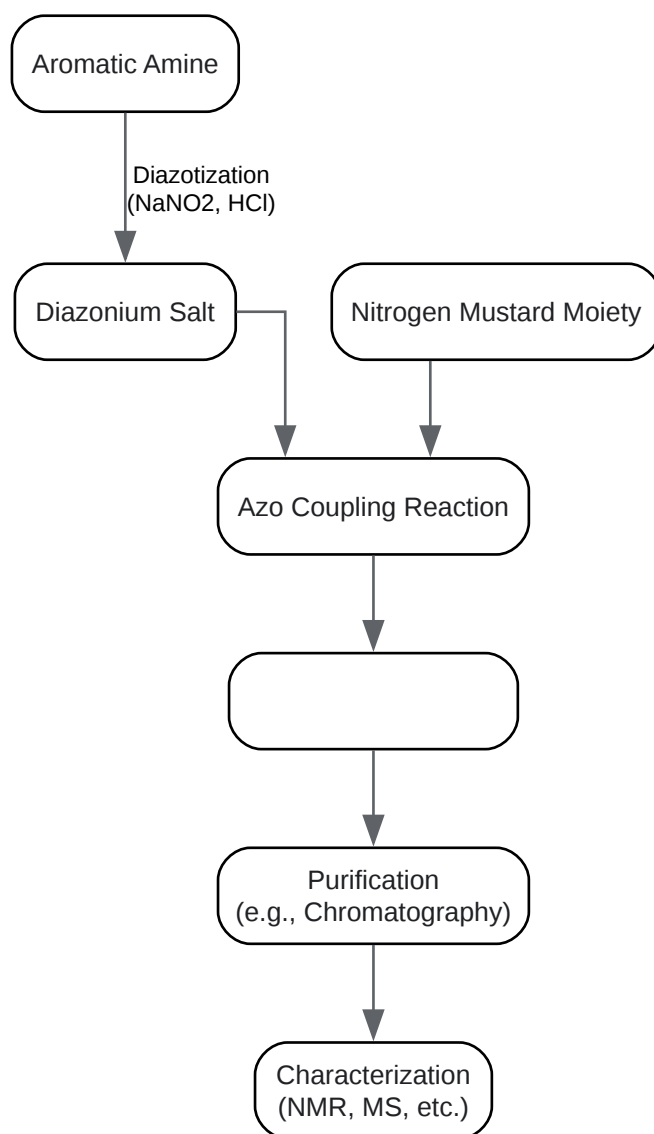 Aromatic Amine
Diazotization
(NaNO2, HCl)
Diazonium Salt
Nitrogen Mustard Moiety
Azo Coupling Reaction
Purification
(e.g., Chromatography)
Characterization
(NMR, MS, etc.)